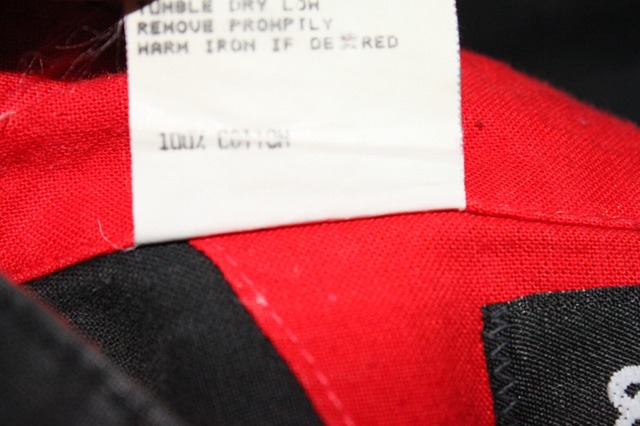 TUMBLE DRY LOW
REMOVE PROMPTLY
WARM IRON IF DESIRED
100% COTTON